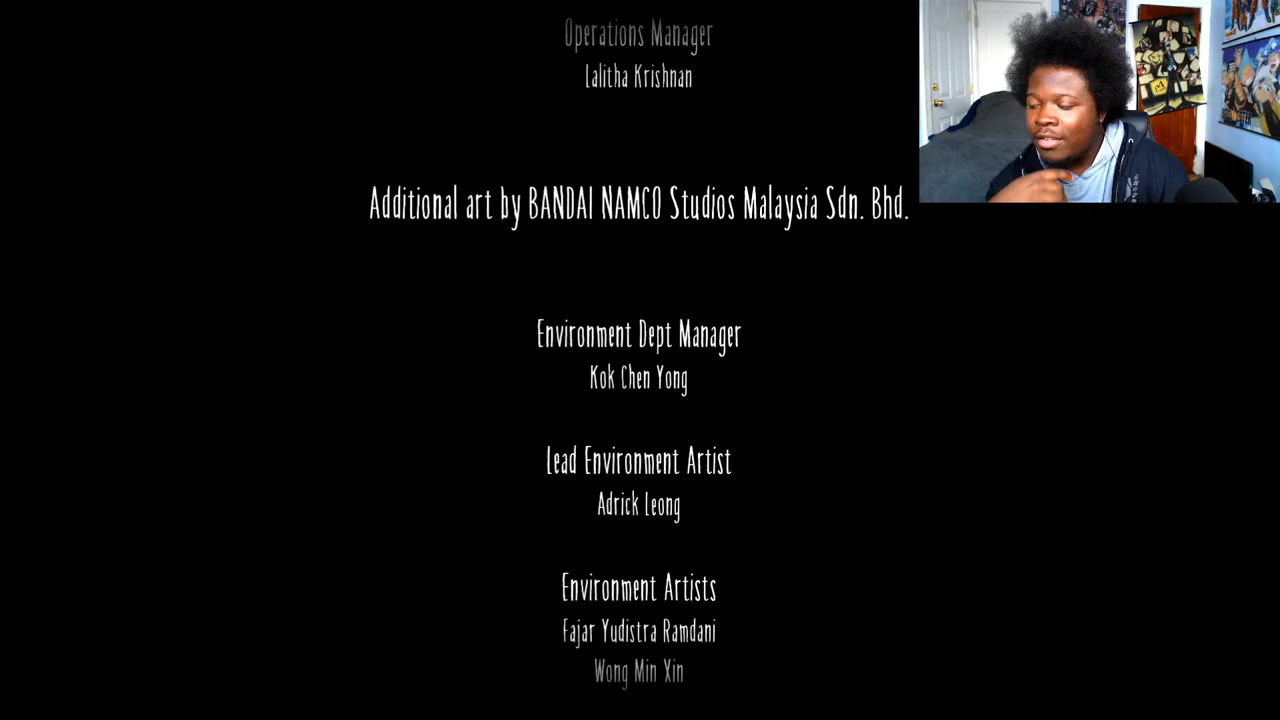 Operations Manager
Lalitha Krishnan
Additional art by BANDAI NAMCO Studios Malaysia Sdn. Bhd.
Environment Dept Manager
Kok Chen Yong
Lead Environment Artist
Adrick Leong
Environment Artists
Fajar Yudistra Ramdani
Wong Min Xin